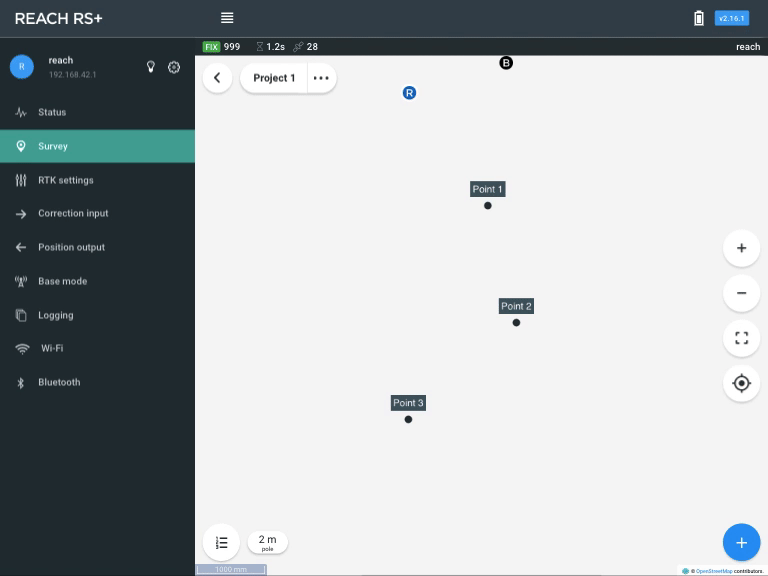 REACH RS+
v2.16.1
FIX 999 1.2s 28
reach
R
reach
192.168.42.1
Status
Survey
RTK settings
Correction input
Position output
Base mode
Logging
Wi-Fi
Bluetooth
Project 1
B
R
Point 1
Point 2
Point 3
2 m
pole
1000 mm
© OpenStreetMap contributors.